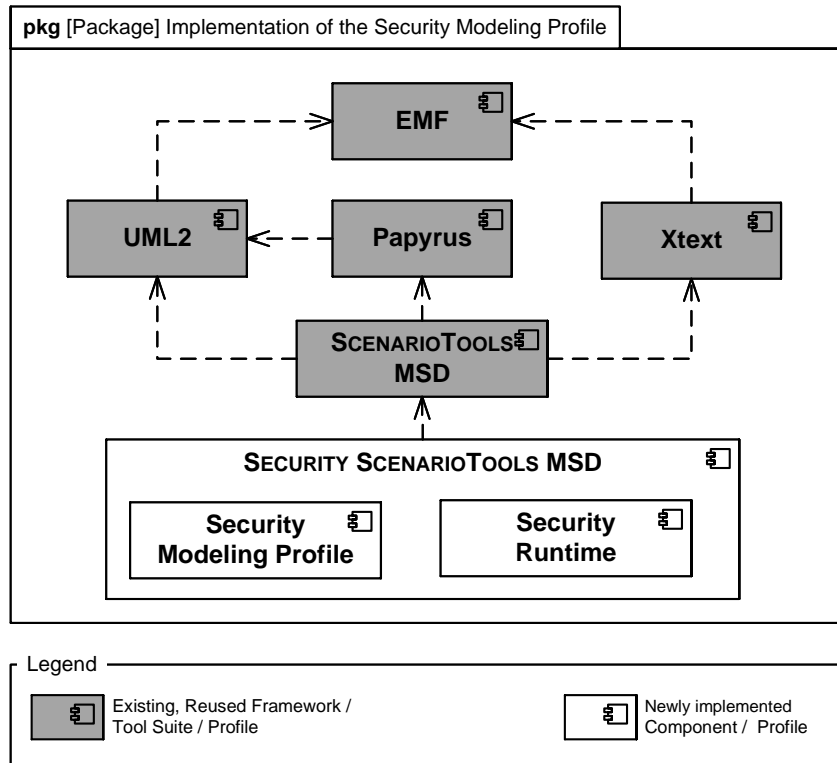 pkg [Package] Implementation of the Security Modeling Profile
EMF
UML2
Papyrus
Xtext
SCENARIOTOOLS
MSD
SECURITY SCENARIOTOOLS MSD
Security
Modeling Profile
Security
Runtime
Legend
Existing, Reused Framework /
Tool Suite / Profile
Newly implemented
Component / Profile